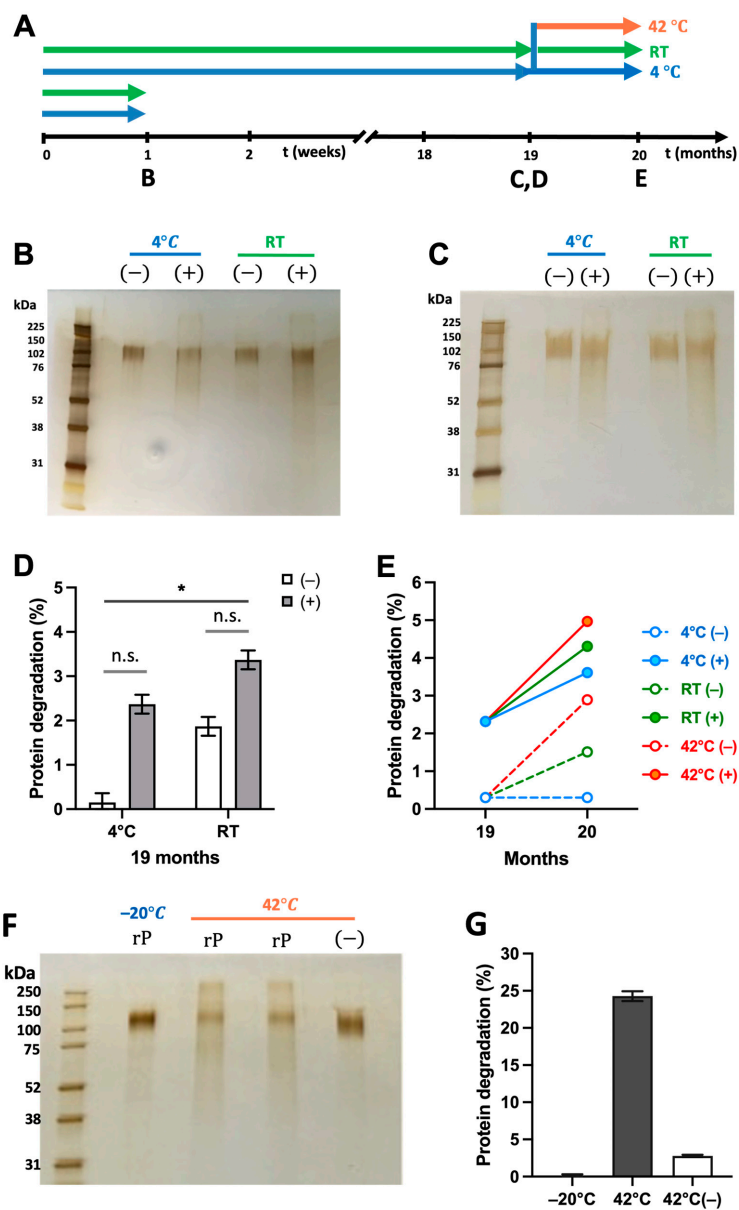 A
42 °C
RT
4 °C
0 1 2 t (weeks) 18 19 20 t (months)
B C,D E
B
4°C RT
(−) (+) (−) (+)
kDa
225
150
102
76
52
38
31
C
4°C RT
(−) (+) (−) (+)
kDa
225
150
102
76
52
38
31
D
Protein degradation (%)
5
4
3
2
1
0
n.s.
n.s.
*
(−)
(+)
4°C RT
19 months
E
Protein degradation (%)
6
5
4
3
2
1
0
19 20
Months
4°C (−)
4°C (+)
RT (−)
RT (+)
42°C (−)
42°C (+)
F
−20°C 42°C
rP rP rP (−)
kDa
250
150
100
75
52
38
31
G
Protein degradation (%)
30
25
20
15
10
5
0
−20°C 42°C 42°C(−)